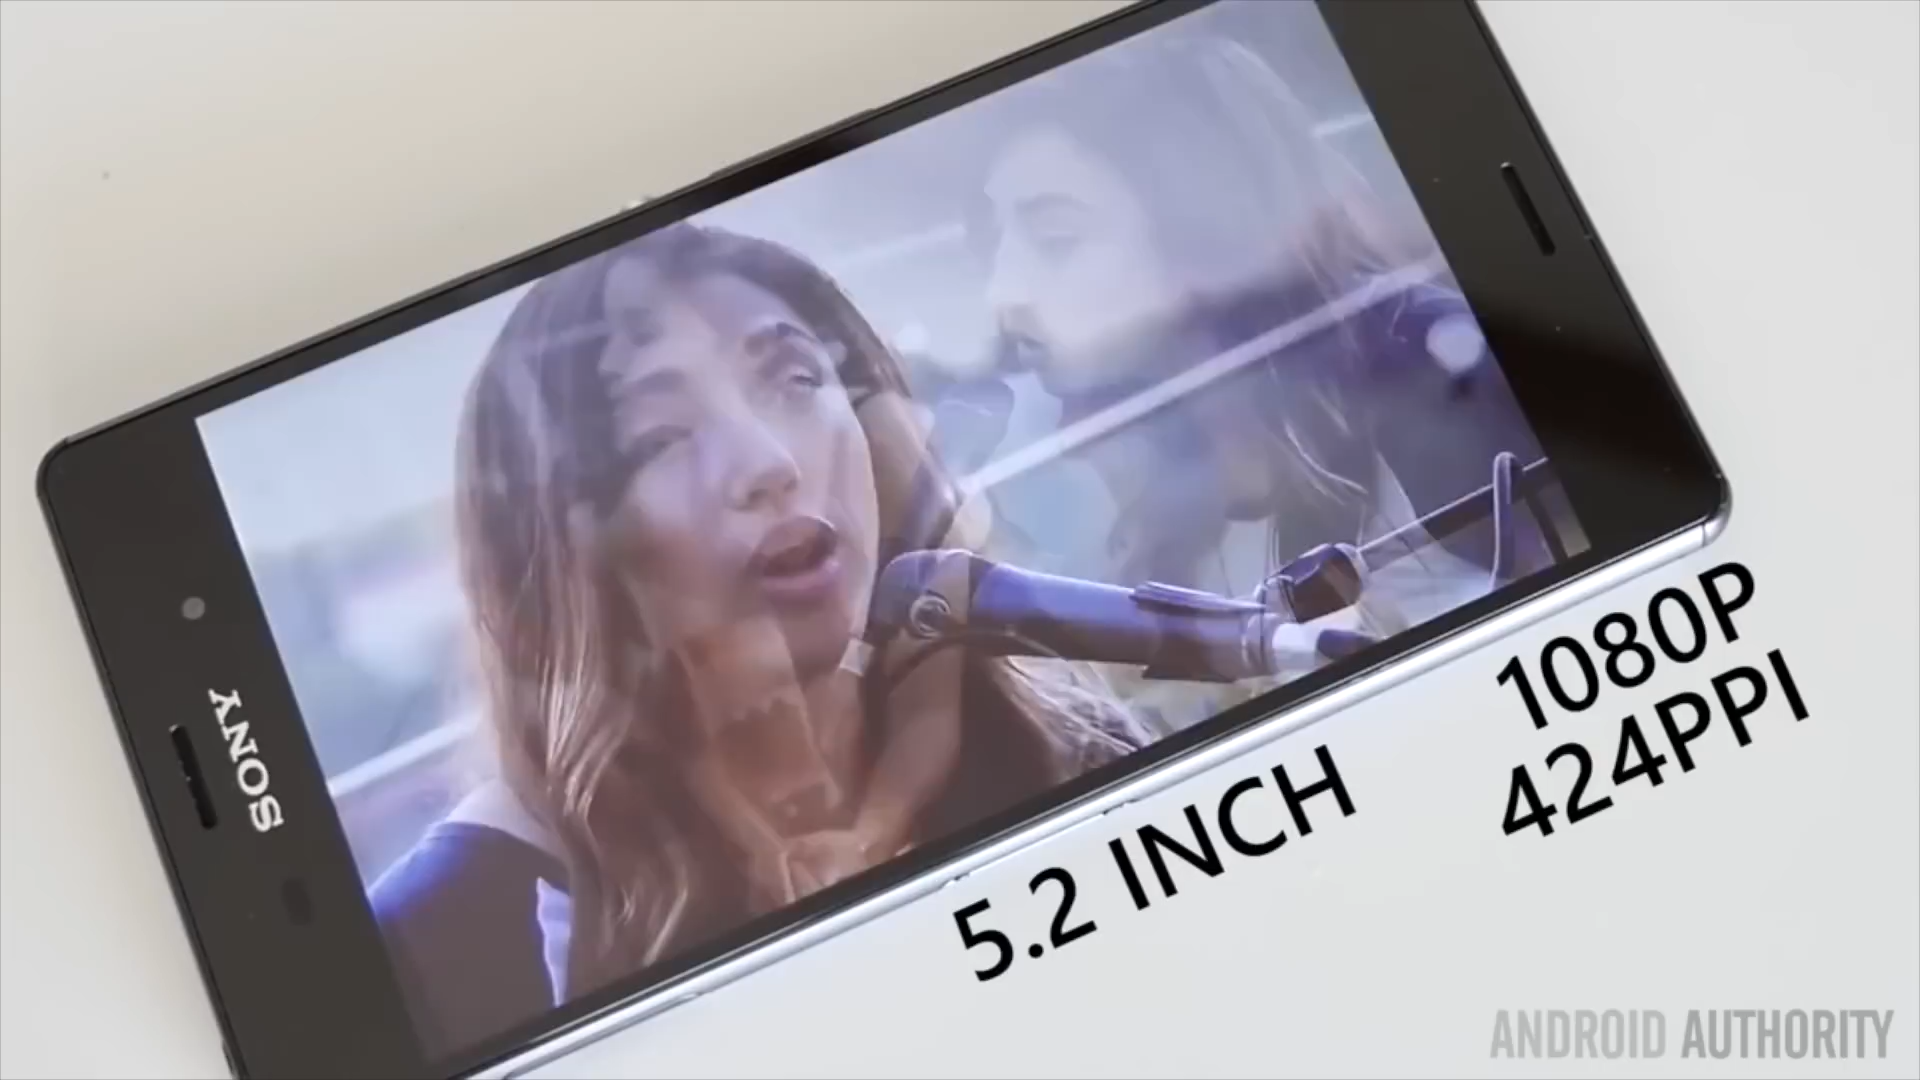 SONY
5.2 INCH
1080P
424PPI
ANDROID AUTHORITY